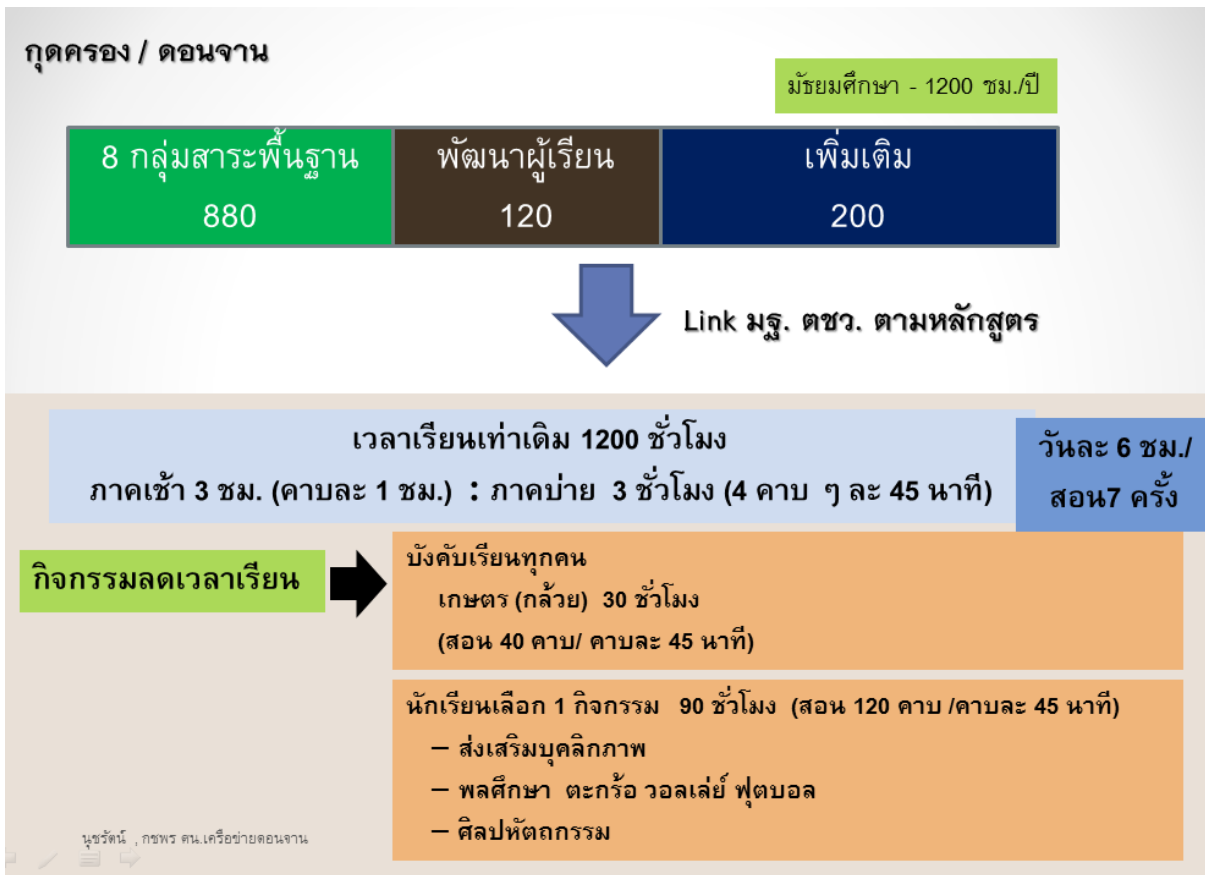 กุดครอง / ดอนจาน
มัธยมศึกษา - 1200 ชม./ปี
8 กลุ่มสาระพื้นฐาน
880
พัฒนาผู้เรียน
120
เพิ่มเติม
200
Link มฐ. ตชว. ตามหลักสูตร
เวลาเรียนเท่าเดิม 1200 ชั่วโมง
ภาคเช้า 3 ชม. (คาบละ 1 ชม.) : ภาคบ่าย 3 ชั่วโมง (4 คาบ ๆ ละ 45 นาที)
วันละ 6 ชม./
สอน7 ครั้ง
กิจกรรมลดเวลาเรียน
บังคับเรียนทุกคน
เกษตร (กล้วย) 30 ชั่วโมง
(สอน 40 คาบ/ คาบละ 45 นาที)
นักเรียนเลือก 1 กิจกรรม 90 ชั่วโมง (สอน 120 คาบ /คาบละ 45 นาที)
– ส่งเสริมบุคลิกภาพ
– พลศึกษา ตะกร้อ วอลเล่ย์ ฟุตบอล
– ศิลปหัตถกรรม
นุชรัตน์ , กชพร ศน.เครือข่ายดอนจาน